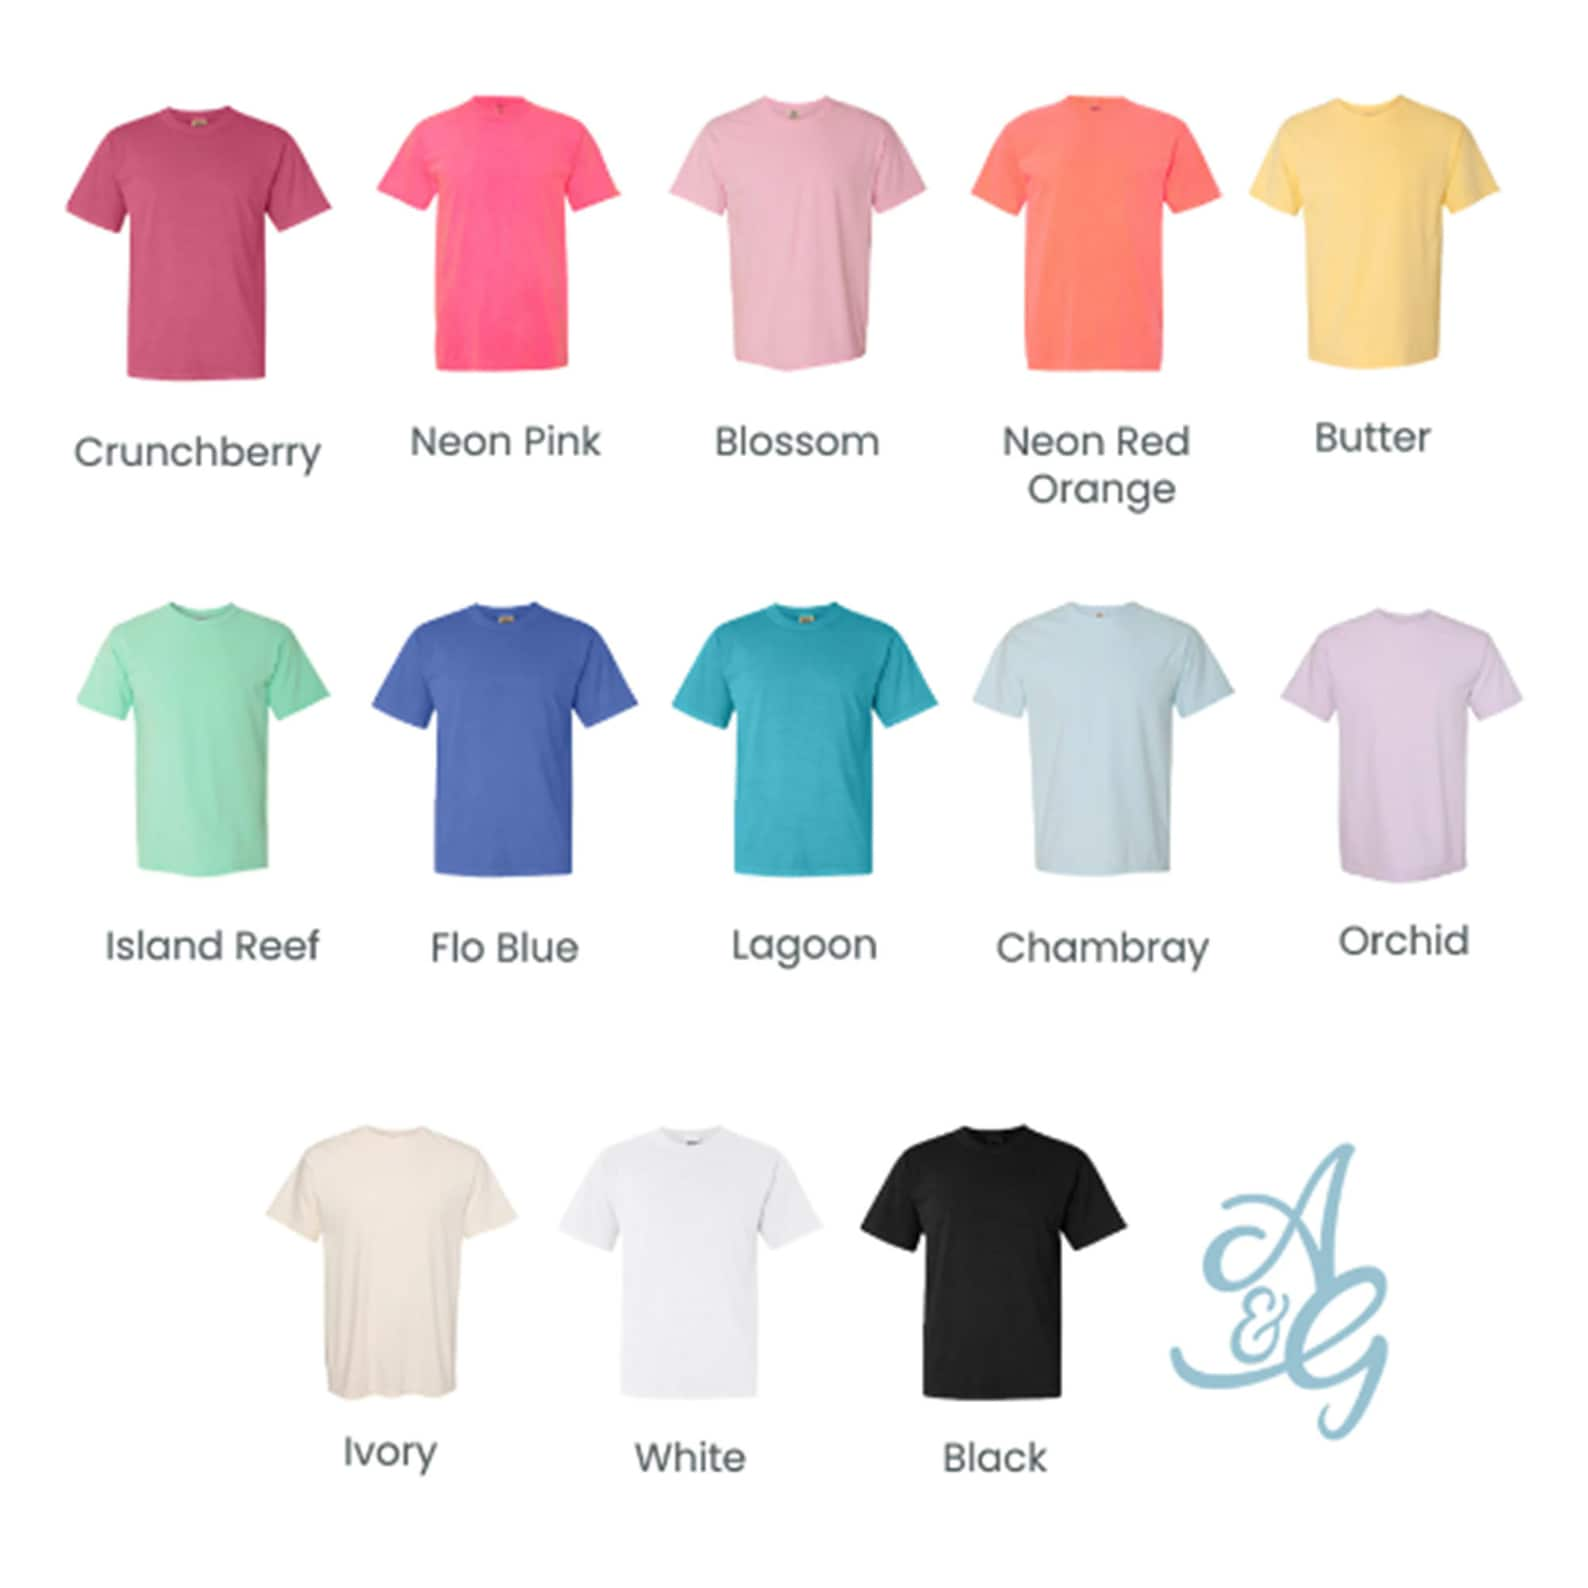 Crunchberry
Neon Pink
Blossom
Neon Red
Orange
Butter
Island Reef
Flo Blue
Lagoon
Chambray
Orchid
Ivory
White
Black
A
&
G